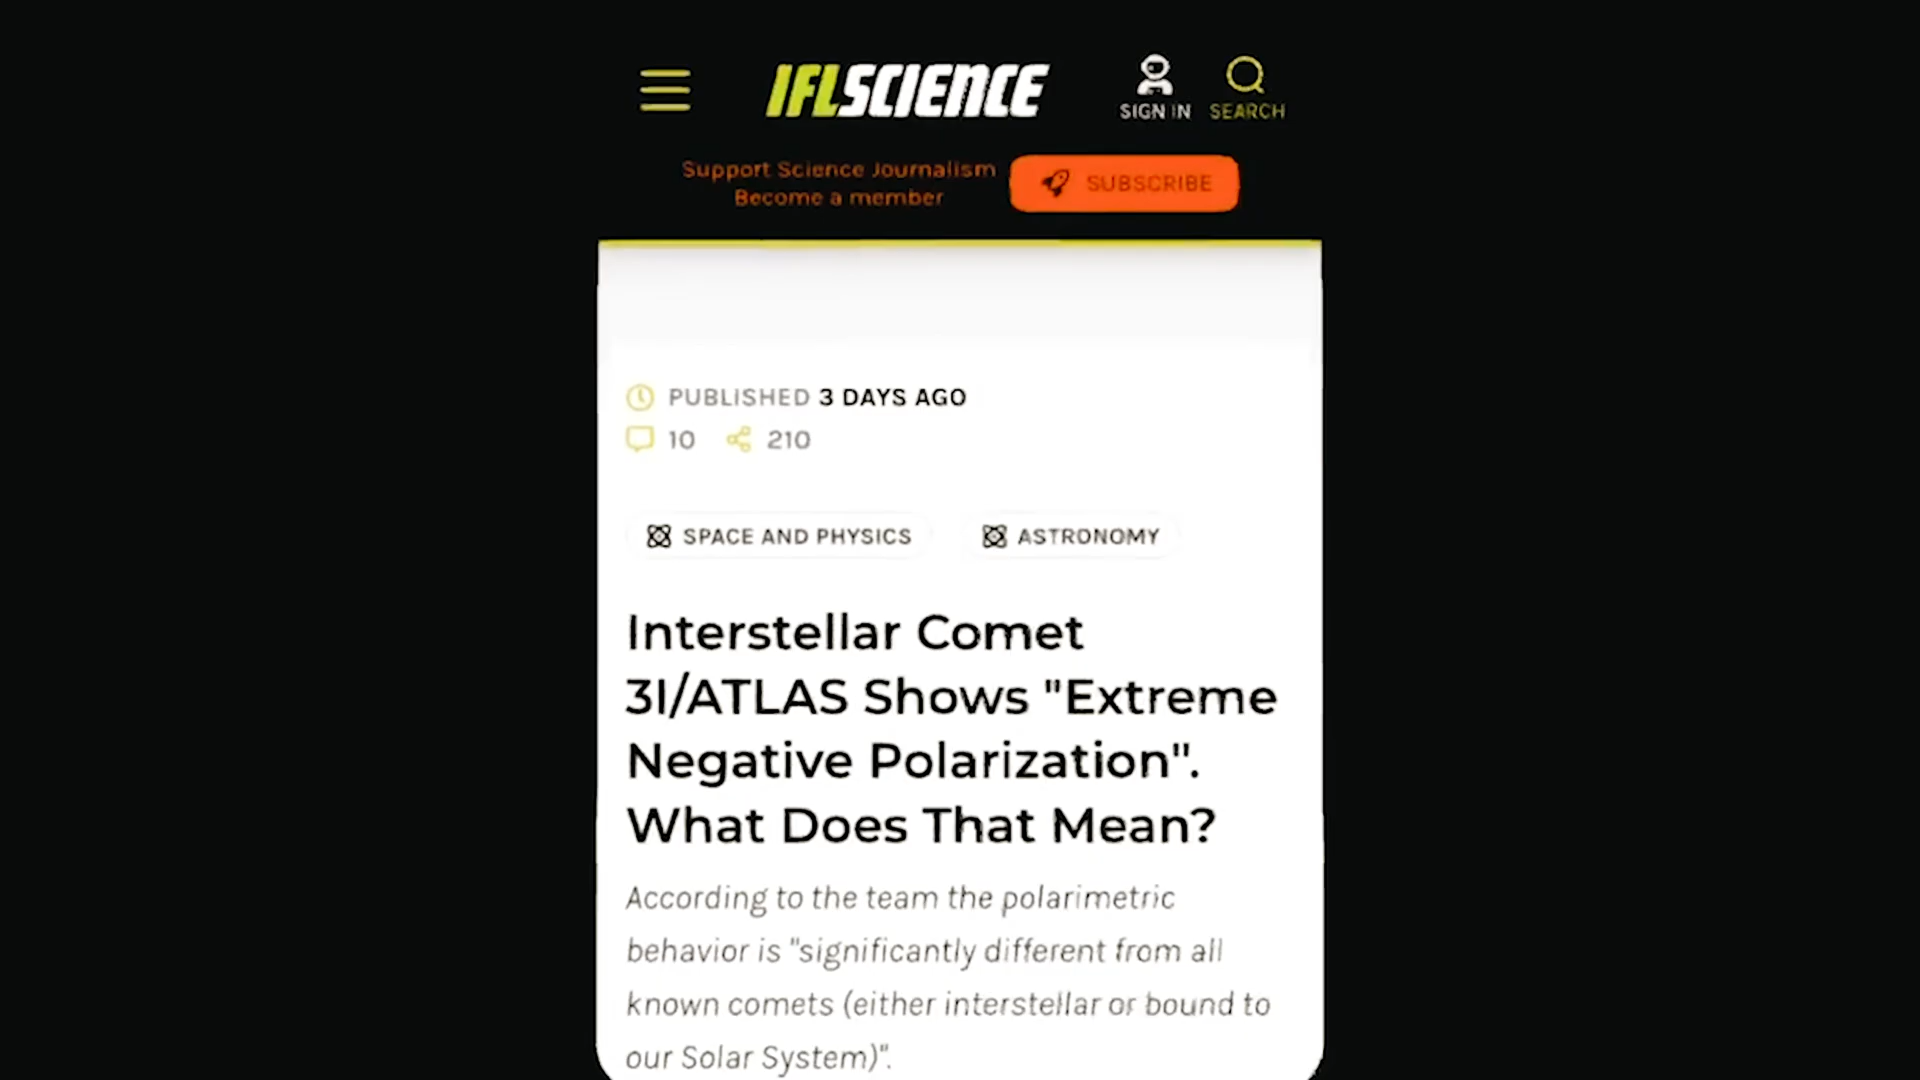 IFLSCIENCE
SIGN IN
SEARCH
Support Science Journalism
Become a member
SUBSCRIBE
PUBLISHED 3 DAYS AGO
10 210
SPACE AND PHYSICS
ASTRONOMY
Interstellar Comet
3I/ATLAS Shows "Extreme
Negative Polarization".
What Does That Mean?
According to the team the polarimetric
behavior is "significantly different from all
known comets (either interstellar or bound to
our Solar System)".